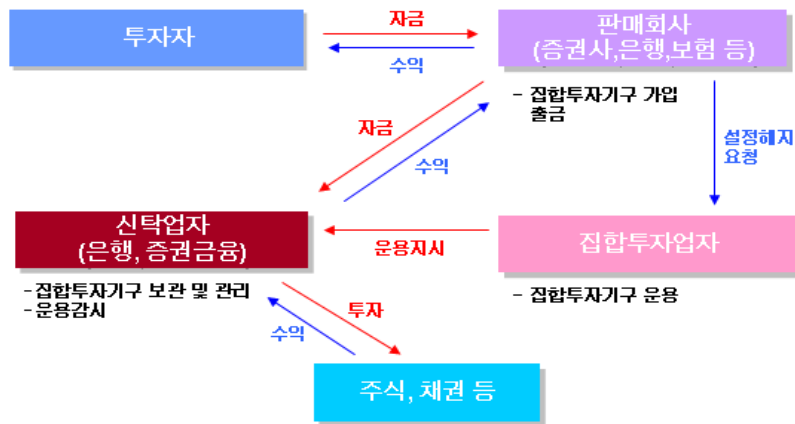 투자자
자금
수익
판매회사
(증권사,은행,보험 등)
- 집합투자기구 가입
출금
자금
수익
설정해지
요청
신탁업자
(은행, 증권금융)
운용지시
집합투자업자
-집합투자기구 보관 및 관리
-운용감시
- 집합투자기구 운용
투자
수익
주식, 채권 등